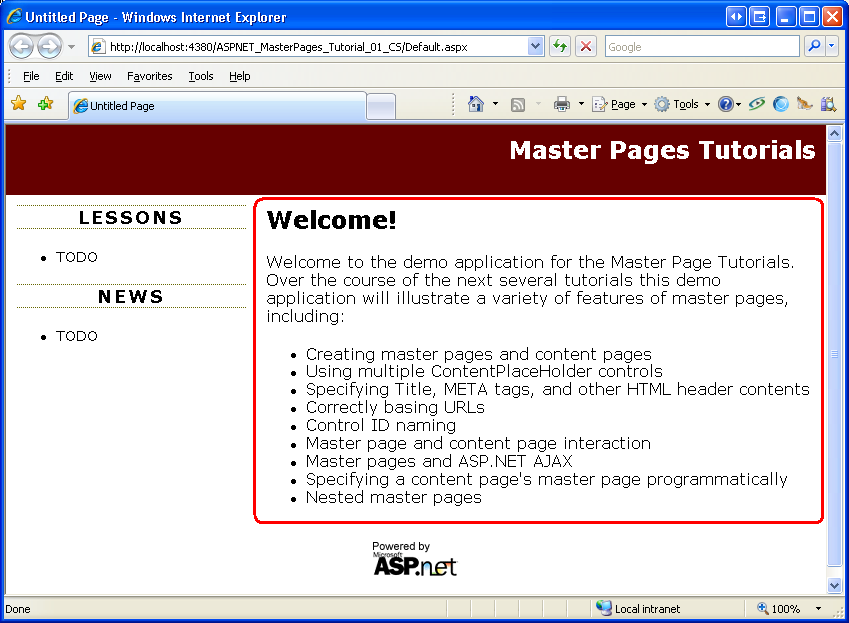 Untitled Page - Windows Internet Explorer
http://localhost:4380/ASPNET_MasterPages_Tutorial_01_CS/Default.aspx
Google
File Edit View Favorites Tools Help
Untitled Page
Page Tools
Master Pages Tutorials
LESSONS
• TODO
NEWS
• TODO
Welcome!
Welcome to the demo application for the Master Page Tutorials.
Over the course of the next several tutorials this demo
application will illustrate a variety of features of master pages,
including:
• Creating master pages and content pages
• Using multiple ContentPlaceHolder controls
• Specifying Title, META tags, and other HTML header contents
• Correctly basing URLs
• Control ID naming
• Master page and content page interaction
• Master pages and ASP.NET AJAX
• Specifying a content page's master page programmatically
• Nested master pages
Powered by
Microsoft
ASP.net
Done Local intranet 100%